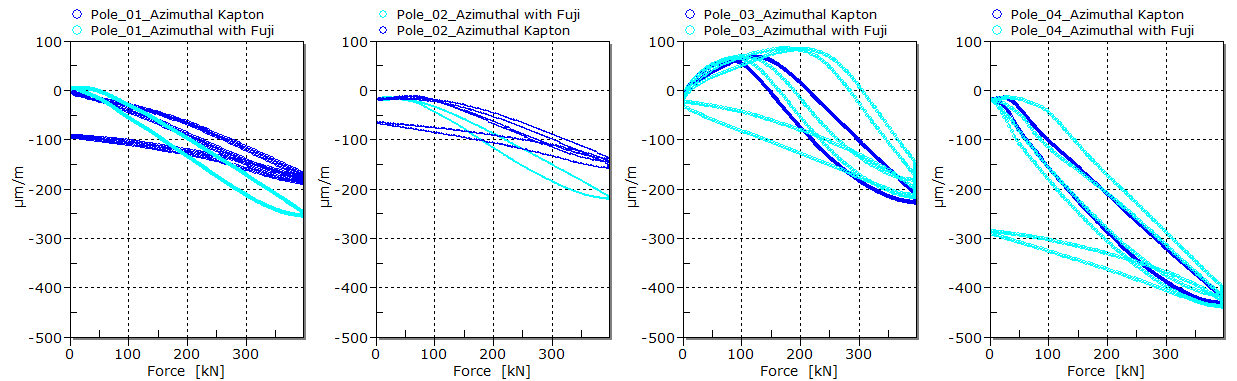 Pole_01_Azimuthal Kapton
Pole_01_Azimuthal with Fuji
100
0
-100
-200
-300
-400
-500
µm/m
0 100 200 300
Force [kN]
Pole_02_Azimuthal with Fuji
Pole_02_Azimuthal Kapton
100
0
-100
-200
-300
-400
-500
µm/m
0 100 200 300
Force [kN]
Pole_03_Azimuthal Kapton
Pole_03_Azimuthal with Fuji
100
0
-100
-200
-300
-400
-500
µm/m
0 100 200 300
Force [kN]
Pole_04_Azimuthal Kapton
Pole_04_Azimuthal with Fuji
100
0
-100
-200
-300
-400
-500
µm/m
0 100 200 300
Force [kN]